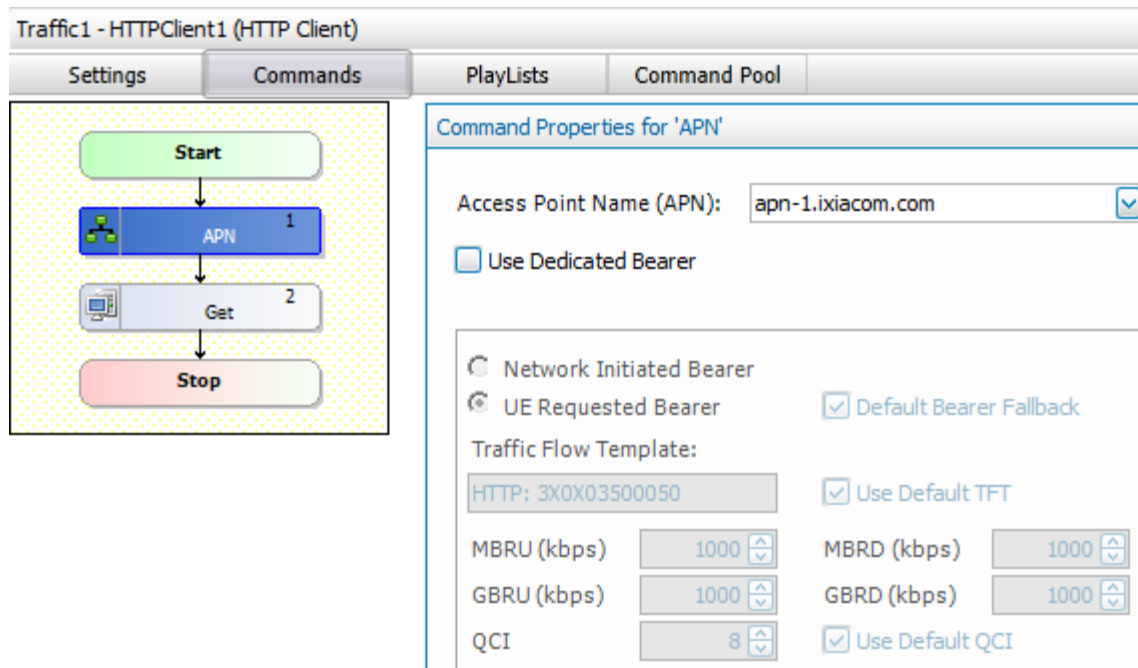 Traffic1 - HTTPClient1 (HTTP Client)
Settings Commands PlayLists Command Pool
Start
1
APN
2
Get
Stop
Command Properties for 'APN'
Access Point Name (APN): apn-1.ixiacom.com
Use Dedicated Bearer
Network Initiated Bearer
UE Requested Bearer Default Bearer Fallback
Traffic Flow Template:
HTTP: 3X0X03500050 Use Default TFT
MBRU (kbps) 1000 MBRD (kbps) 1000
GBRU (kbps) 1000 GBRD (kbps) 1000
QCI 8 Use Default QCI